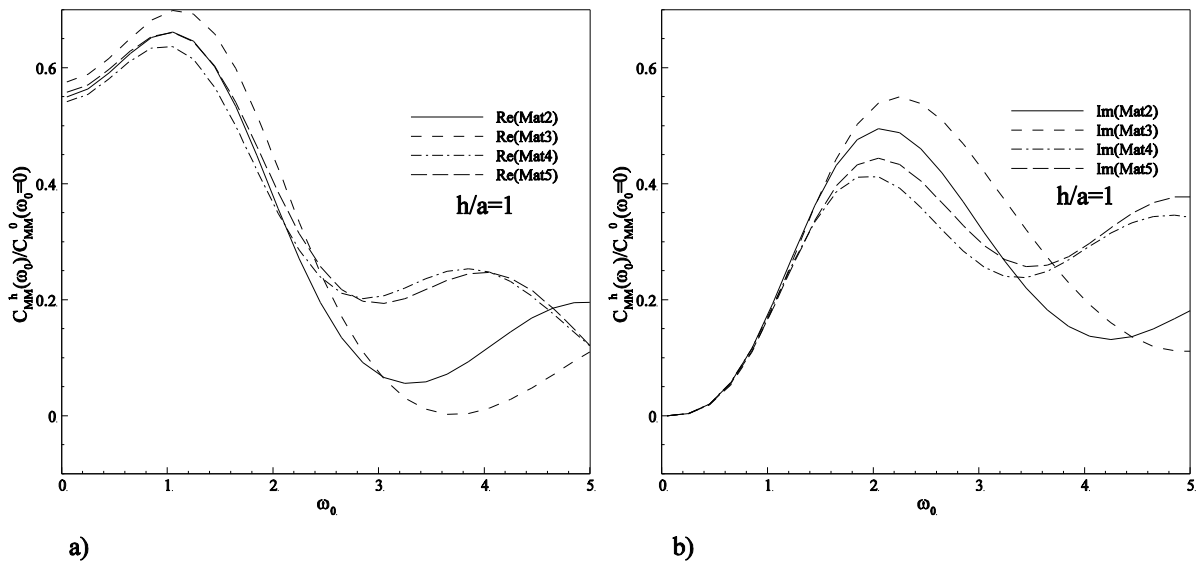 0.6
0.4
0.2
0.
0.
1.
2.
3.
4.
5.
C_MM^h(ω_0)/C_MM^0(ω_0=0)
ω_0.
Re(Mat2)
Re(Mat3)
Re(Mat4)
Re(Mat5)
h/a=1
a)
0.6
0.4
0.2
0.
0.
1.
2.
3.
4.
5.
C_MM^h(ω_0)/C_MM^0(ω_0=0)
ω_0.
Im(Mat2)
Im(Mat3)
Im(Mat4)
Im(Mat5)
h/a=1
b)